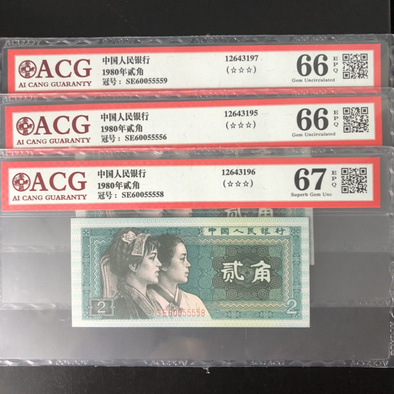 ACG
AI CANG GUARANTY
中国人民银行
1980年贰角
冠号：SE60055559
12643197
(☆☆☆)
66 EPQ
Gem Uncirculated
ACG
AI CANG GUARANTY
中国人民银行
1980年贰角
冠号：SE60055556
12643195
(☆☆☆)
66 EPQ
Gem Uncirculated
ACG
AI CANG GUARANTY
中国人民银行
1980年贰角
冠号：SE60055558
12643196
(☆☆☆)
67 EPQ
Superb Gem Unc
中国人民银行
贰角
SE60055558
2
2